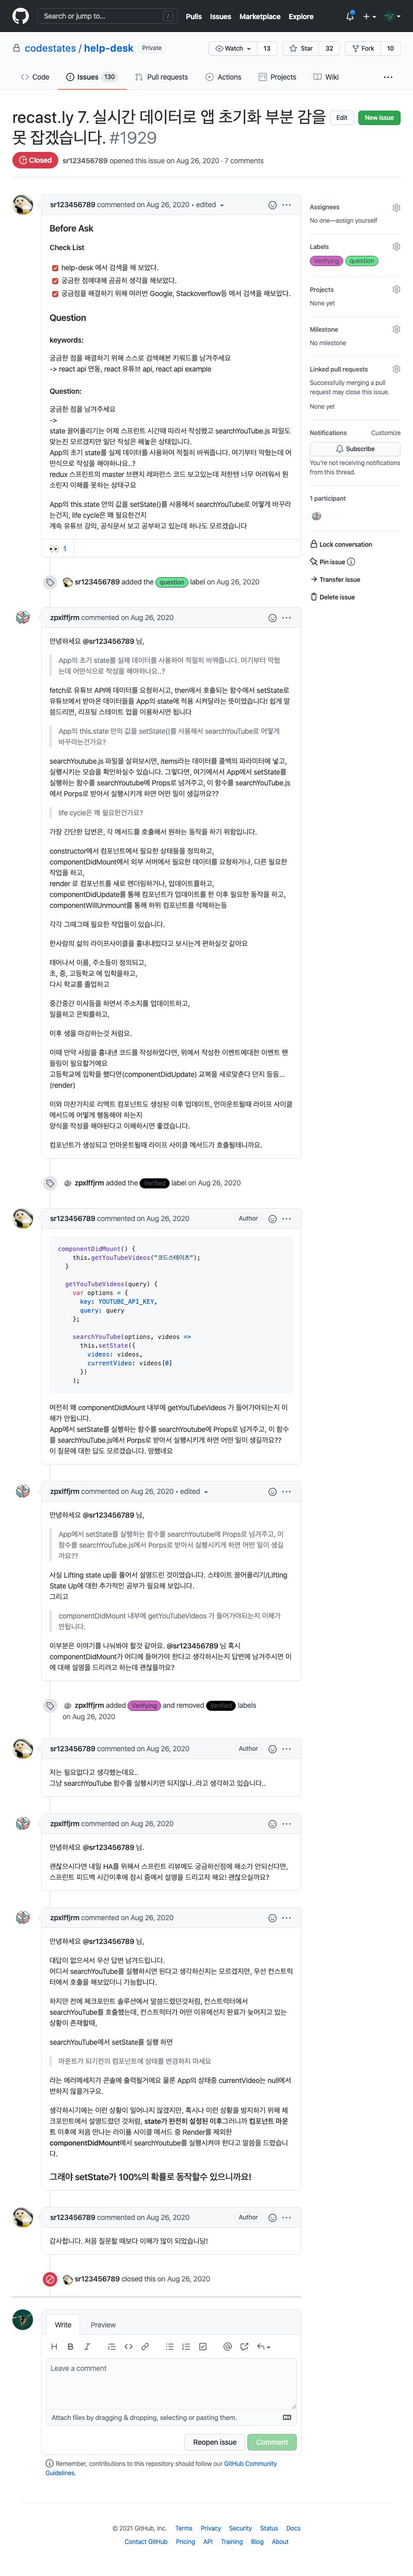 Search or jump to...
/
Pulls Issues Marketplace Explore
codestates / help-desk Private
Watch 13
Star 32
Fork 10
Code
Issues 130
Pull requests
Actions
Projects
Wiki
recast.ly 7. 실시간 데이터로 앱 초기화 부분 감을
못 잡겠습니다. #1929
Edit
New issue
Closed
sr123456789 opened this issue on Aug 26, 2020 · 7 comments
sr123456789 commented on Aug 26, 2020 • edited
Before Ask
Check List
help-desk 에서 검색을 해 보았다.
궁금한 점에대해 곰곰히 생각을 해보았다.
궁금점을 해결하기 위해 여러번 Google, Stackoverflow등 에서 검색을 해보았다.
Question
keywords:
궁금한 점을 해결하기 위해 스스로 검색해본 키워드를 남겨주세요
-> react api 연동, react 유튜브 api, react api example
Question:
궁금한 점을 남겨주세요
->
state 끌어올리기는 어제 스프린트 시간때 따라서 작성했고 searchYouTube.js 파일도
맞는진 모르겠지만 일단 작성은 해놓은 상태입니다.
App의 초기 state를 실제 데이터를 사용하여 적절히 바꿔줍니다. 여기부터 막혔는데 어
떤식으로 작성을 해야하나요..?
redux 스프린트의 master 브랜치 레퍼런스 코드 보고있는데 저한텐 너무 어려워서 뭔
소린지 이해를 못하는 상태구요
App의 this.state 안의 값을 setState()를 사용해서 searchYouTube로 어떻게 바꾸라
는건지, life cycle은 왜 필요한건지
계속 유튜브 강의, 공식문서 보고 공부하고 있는데 하나도 모르겠습니다
1
sr123456789 added the question label on Aug 26, 2020
zpxlffjrm commented on Aug 26, 2020
안녕하세요 @sr123456789 님,
App의 초기 state를 실제 데이터를 사용하여 적절히 바꿔줍니다. 여기부터 막혔
는데 어떤식으로 작성을 해야하나요..?
fetch로 유튜브 API에 데이터를 요청하시고, then에서 호출되는 함수에서 setState로
유튜브에서 받아온 데이터들을 App의 state에 적용 시켜달라는 뜻이였습니다! 쉽게 말
씀드리면, 리프팅 스테이트 업을 이용하시면 됩니다
App의 this.state 안의 값을 setState()를 사용해서 searchYouTube로 어떻게
바꾸라는건가요?
searchYoutube.js 파일을 살펴보시면, items라는 데이터를 콜백의 파라미터에 넣고,
실행시키는 모습을 확인하실수 있습니다. 그렇다면, 여기에서서 App에서 setState를
실행하는 함수를 searchYoutube에 Props로 넘겨주고, 이 함수를 searchYouTube.js
에서 Porps로 받아서 실행시키게 하면 어떤 일이 생길까요??
life cycle은 왜 필요한건가요?
가장 간단한 답변은, 각 메서드를 호출해서 원하는 동작을 하기 위함입니다.
constructor에서 컴포넌트에서 필요한 상태들을 정의하고,
componentDidMount에서 외부 서버에서 필요한 데이터를 요청하거나, 다른 필요한
작업을 하고,
render 로 컴포넌트를 새로 렌더링하거나, 업데이트를하고,
componentDidUpdate를 통해 컴포넌트가 업데이트를 한 이후 필요한 동작을 하고,
componentWillUnmount를 통해 하위 컴포넌트를 삭제하는등
각각 그때그때 필요한 작업들이 있습니다.
한사람의 삶의 라이프사이클을 흉내내었다고 보시는게 편하실것 같아요
태어나서 이름, 주소등이 정의되고,
초, 중, 고등학교 에 입학을하고,
다시 학교를 졸업하고
중간중간 이사등을 하면서 주소지를 업데이트하고,
일을하고 은퇴를하고,
이후 생을 마감하는것 처럼요.
이때 만약 사람을 흉내낸 코드를 작성하였다면, 위에서 작성한 이벤트에대한 이벤트 핸
들링이 필요할거에요
고등학교에 입학을 했다면(componentDidUpdate) 교복을 새로맞춘다 던지 등등...
(render)
이와 마찬가지로 리액트 컴포넌트도 생성된 이후 업데이트, 언마운트될때 라이프 사이클
메서드에 어떻게 행동해야 하는지
양식을 작성을 해야된다고 이해하시면 좋겠습니다.
컴포넌트가 생성되고 언마운트될때 라이프 사이클 메서드가 호출될테니까요.
zpxlffjrm added the Verified label on Aug 26, 2020
sr123456789 commented on Aug 26, 2020
Author
componentDidMount() {
this.getYouTubeVideos("코드스테이츠");
}
getYouTubeVideos(query) {
var options = {
key: YOUTUBE_API_KEY,
query: query
};
searchYouTube(options, videos =>
this.setState({
videos: videos,
currentVideo: videos[0]
})
);
여전히 왜 componentDidMount 내부에 getYouTubeVideos 가 들어가야되는지 이
해가 안됩니다.
App에서 setState를 실행하는 함수를 searchYoutube에 Props로 넘겨주고, 이 함수
를 searchYouTube.js에서 Porps로 받아서 실행시키게 하면 어떤 일이 생길까요??
이 질문에 대한 답도 모르겠습니다. 망했네요
zpxlffjrm commented on Aug 26, 2020 • edited
안녕하세요 @sr123456789 님,
App에서 setState를 실행하는 함수를 searchYoutube에 Props로 넘겨주고, 이
함수를 searchYouTube.js에서 Porps로 받아서 실행시키게 하면 어떤 일이 생길
까요??
사실 Lifting state up을 풀어서 설명드린 것이였습니다. 스테이트 끌어올리기/Lifting
State Up에 대한 추가적인 공부가 필요해 보입니다.
그리고
componentDidMount 내부에 getYouTubeVideos 가 들어가야되는지 이해가
안됩니다.
이부분은 이야기를 나눠봐야 할것 같아요. @sr123456789 님 혹시
componentDidMount가 어디에 들어가야 한다고 생각하시는지 답변에 남겨주시면 이
에 대해 설명을 드리려고 하는데 괜찮을까요?
zpxlffjrm added Verifying and removed Verified labels
on Aug 26, 2020
sr123456789 commented on Aug 26, 2020
Author
저는 필요없다고 생각했는데요..
그냥 searchYouTube 함수를 실행시키면 되지않나..라고 생각하고 있습니다..
zpxlffjrm commented on Aug 26, 2020
안녕하세요 @sr123456789 님.
괜찮으시다면 내일 HA를 위해서 스프린트 리뷰에도 궁금하신점에 해소가 안되신다면,
스프린트 피드백 시간이후에 잠시 줌에서 설명을 드리고자 해요! 괜찮으실까요?
zpxlffjrm commented on Aug 26, 2020
안녕하세요 @sr123456789 님,
대답이 없으셔서 우선 답변 남겨드립니다.
어디서 searchYouTube를 실행하시면 된다고 생각하신지는 모르겠지만, 우선 컨스트럭
터에서 호출을 해보았더니 가능합니다.
하지만 전에 체크포인트 솔루션에서 말씀드렸던것처럼, 컨스트럭터에서
searchYouTube를 호출했는데, 컨스트럭터가 어떤 이유에선지 완료가 늦어지고 있는
상황이 존재할때,
searchYouTube에서 setState를 실행 하면
마운트가 되기전의 컴포넌트에 상태를 변경하지 마세요
라는 에러메세지가 콘솔에 출력될거에요 물론 App의 상태중 currentVideo는 null에서
변하지 않을거구요.
생각하시기에는 이런 상황이 일어나지 않겠지만, 혹시나 이런 상황을 방지하기 위해 체
크포인트에서 설명드렸던 것처럼, state가 완전히 설정된 이후그러니까 컴포넌트 마운
트 이후에 처음 만나는 라이플 사이클 메서드 중 Render를 제외한
componentDidMount에서 searchYoutube를 실행시켜야 한다고 말씀을 드렸습니
다.
그래야 setState가 100%의 확률로 동작할수 있으니까요!
sr123456789 commented on Aug 26, 2020
Author
감사합니다. 처음 질문할 때보다 이해가 많이 되었습니당!
sr123456789 closed this on Aug 26, 2020
Write
Preview
Leave a comment
Attach files by dragging & dropping, selecting or pasting them.
Reopen issue
Comment
Remember, contributions to this repository should follow our GitHub Community
Guidelines.
Assignees
No one—assign yourself
Labels
Verifying question
Projects
None yet
Milestone
No milestone
Linked pull requests
Successfully merging a pull
request may close this issue.
None yet
Notifications Customize
Subscribe
You're not receiving notifications
from this thread.
1 participant
Lock conversation
Pin issue
Transfer issue
Delete issue
© 2021 GitHub, Inc. Terms Privacy Security Status Docs
Contact GitHub Pricing API Training Blog About